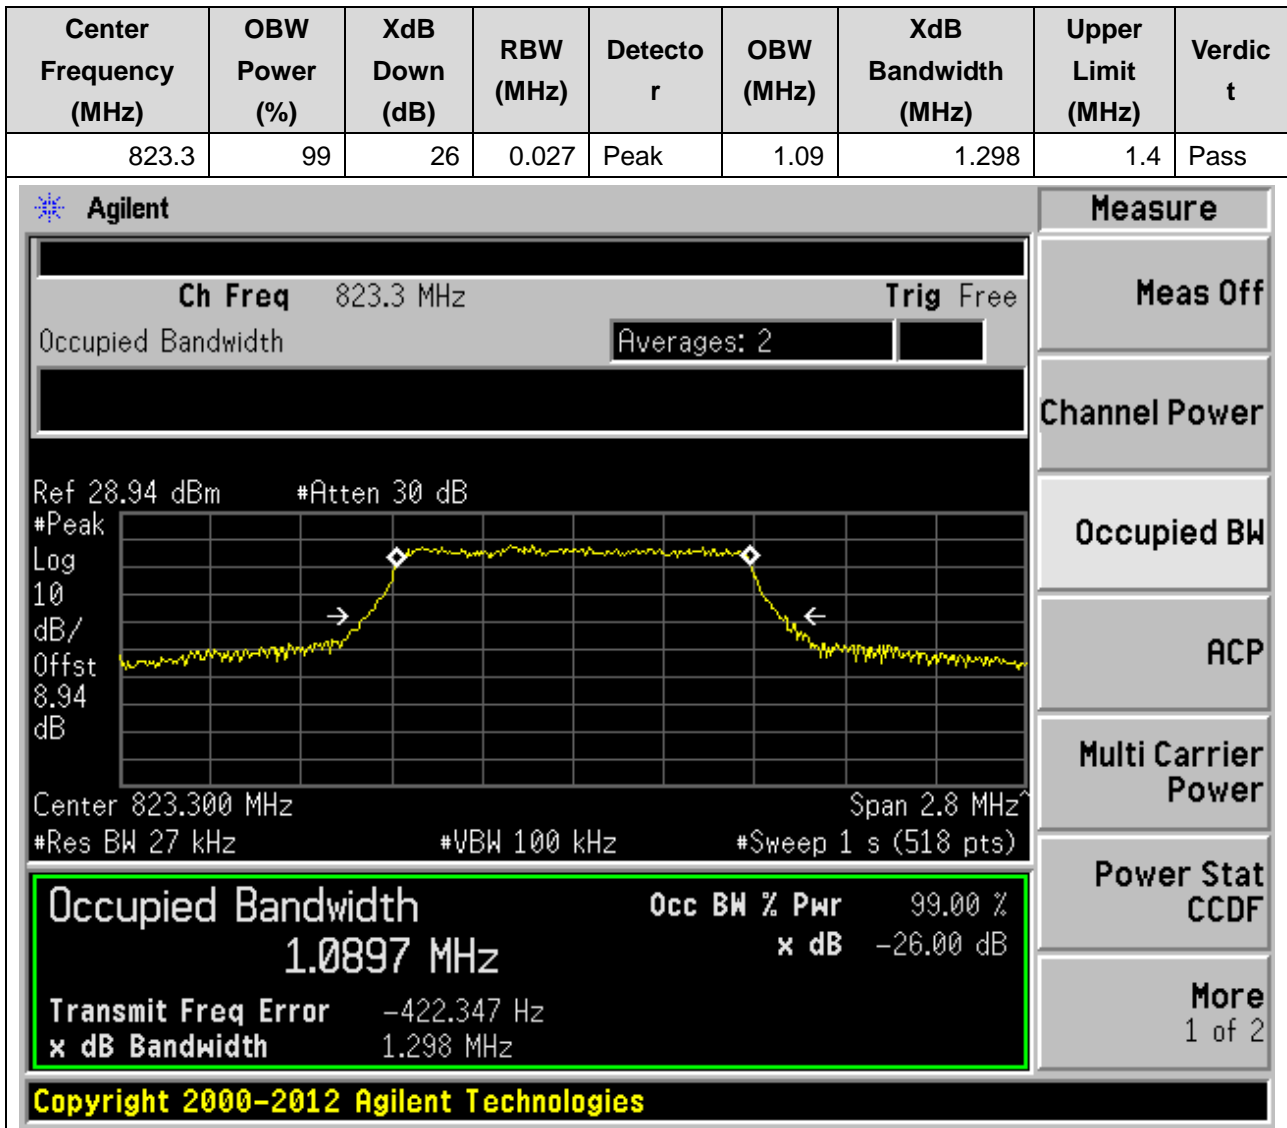 Center Frequency (MHz) OBW Power (%) XdB Down (dB) RBW (MHz) Detector OBW (MHz) XdB Bandwidth (MHz) Upper Limit (MHz) Verdict
823.3 99 26 0.027 Peak 1.09 1.298 1.4 Pass
Agilent
Measure
Ch Freq 823.3 MHz Trig Free
Meas Off
Occupied Bandwidth Averages: 2
Channel Power
Ref 28.94 dBm #Atten 30 dB
#Peak
Log
10
dB/
Offst
8.94
dB
Occupied BW
ACP
Multi Carrier
Power
Center 823.300 MHz Span 2.8 MHz^
#Res BW 27 kHz #VBW 100 kHz #Sweep 1 s (518 pts)
Power Stat
CCDF
Occupied Bandwidth Occ BW % Pwr 99.00 %
1.0897 MHz x dB -26.00 dB
Transmit Freq Error -422.347 Hz
x dB Bandwidth 1.298 MHz
More
1 of 2
Copyright 2000-2012 Agilent Technologies